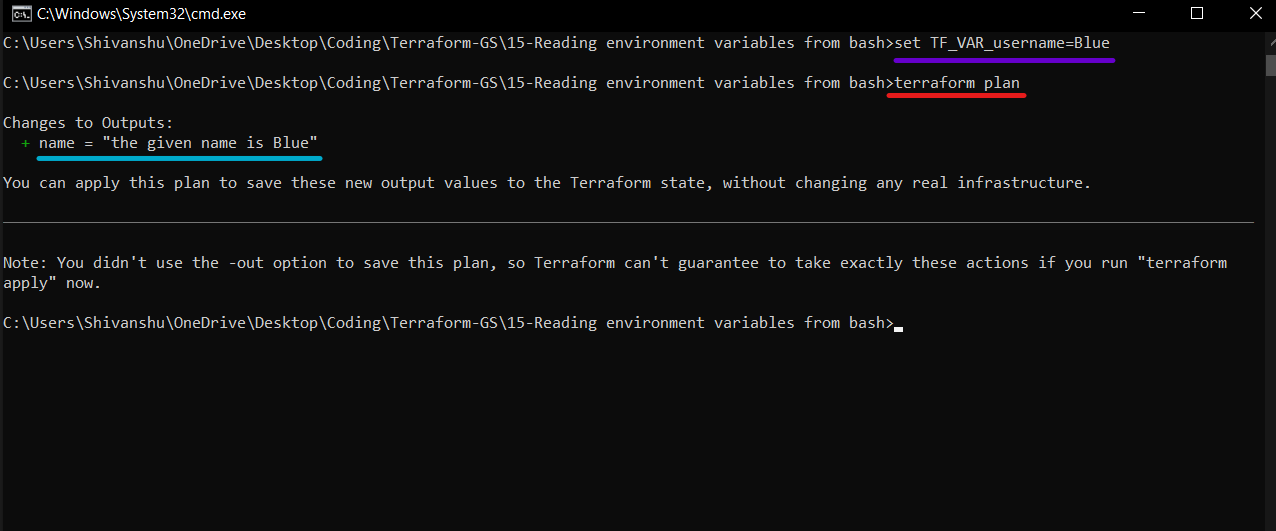 C:\Windows\System32\cmd.exe
C:\Users\Shivanshu\OneDrive\Desktop\Coding\Terraform-GS\15-Reading environment variables from bash>set TF_VAR_username=Blue
C:\Users\Shivanshu\OneDrive\Desktop\Coding\Terraform-GS\15-Reading environment variables from bash>terraform plan
Changes to Outputs:
+ name = "the given name is Blue"
You can apply this plan to save these new output values to the Terraform state, without changing any real infrastructure.
Note: You didn't use the -out option to save this plan, so Terraform can't guarantee to take exactly these actions if you run "terraform
apply" now.
C:\Users\Shivanshu\OneDrive\Desktop\Coding\Terraform-GS\15-Reading environment variables from bash>